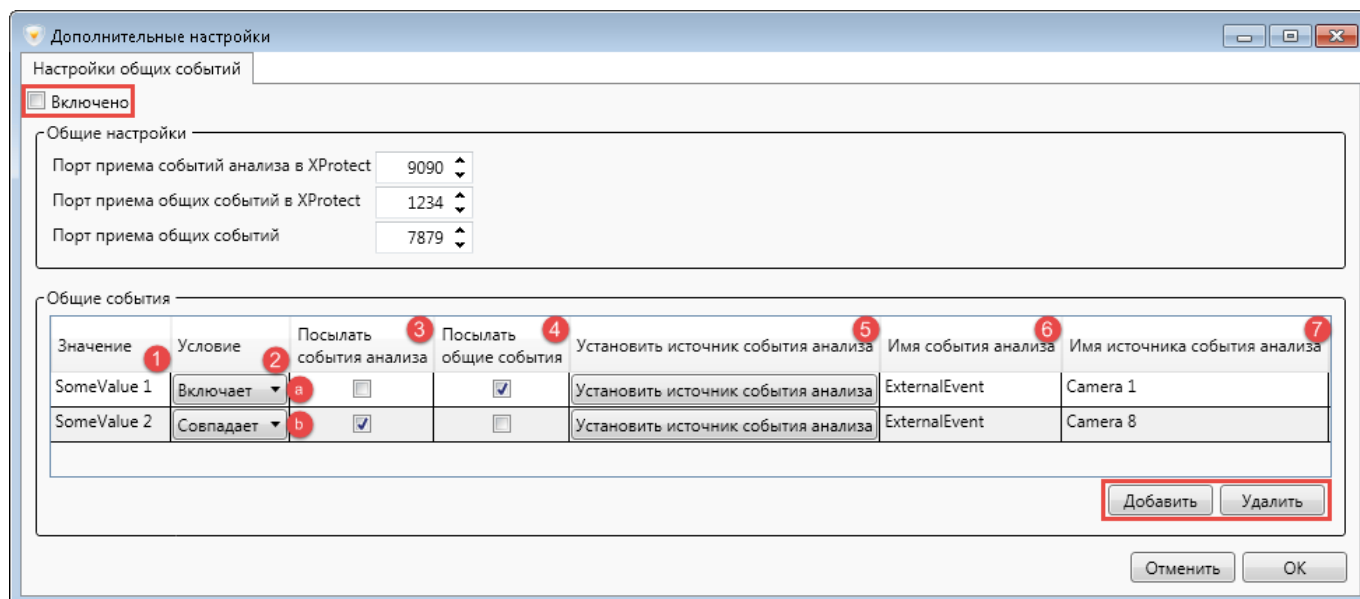 Дополнительные настройки
Настройки общих событий
Включено
Общие настройки
Порт приема событий анализа в XProtect 9090
Порт приема общих событий в XProtect 1234
Порт приема общих событий 7879
Общие события
Значение 1 Условие 2 Посылать события анализа 3 Посылать общие события 4 Установить источник события анализа 5 Имя события анализа 6 Имя источника события анализа 7
SomeValue 1 Включает a Установить источник события анализа ExternalEvent Camera 1
SomeValue 2 Совпадает b Установить источник события анализа ExternalEvent Camera 8
Добавить Удалить
Отменить OK